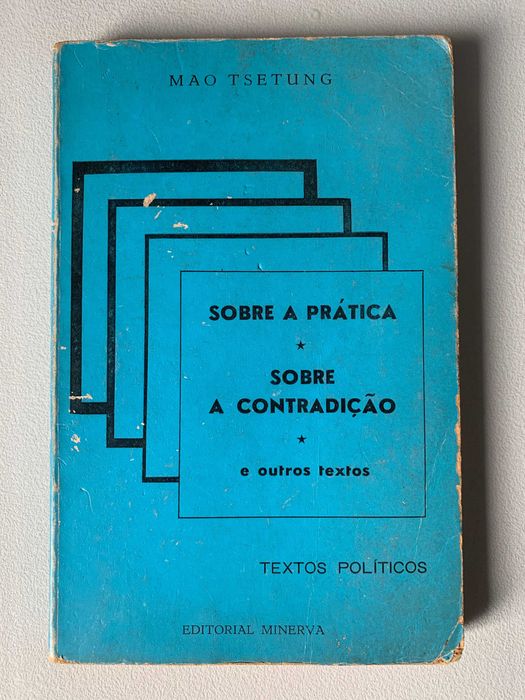 MAO TSETUNG
SOBRE A PRÁTICA
★
SOBRE
A CONTRADIÇÃO
★
e outros textos
TEXTOS POLÍTICOS
EDITORIAL MINERVA